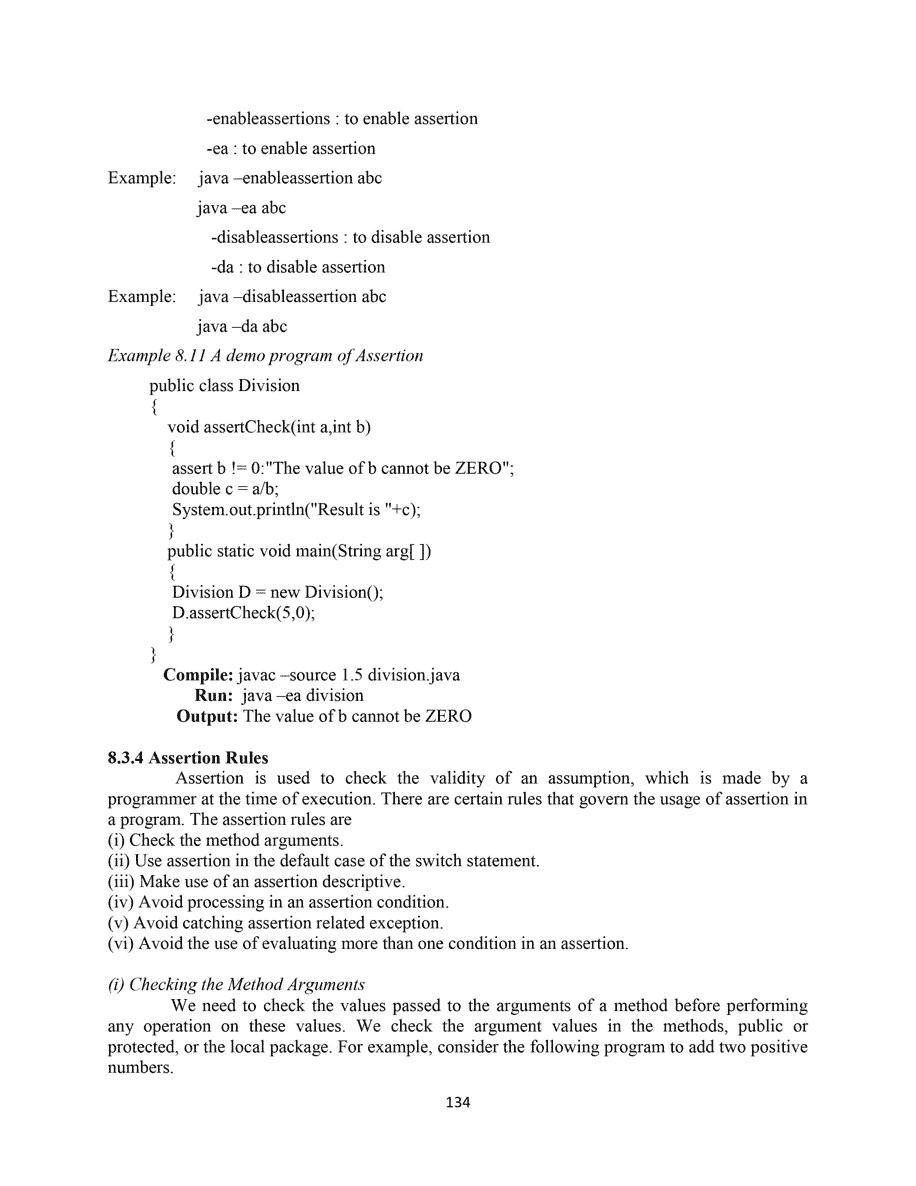 -enableassertions : to enable assertion
-ea : to enable assertion
Example: java –enableassertion abc
java –ea abc
-disableassertions : to disable assertion
-da : to disable assertion
Example: java –disableassertion abc
java –da abc
Example 8.11 A demo program of Assertion
public class Division
{
void assertCheck(int a,int b)
{
assert b != 0:"The value of b cannot be ZERO";
double c = a/b;
System.out.println("Result is "+c);
}
public static void main(String arg[ ])
{
Division D = new Division();
D.assertCheck(5,0);
}
}
Compile: javac –source 1.5 division.java
Run: java –ea division
Output: The value of b cannot be ZERO
8.3.4 Assertion Rules
Assertion is used to check the validity of an assumption, which is made by a
programmer at the time of execution. There are certain rules that govern the usage of assertion in
a program. The assertion rules are
(i) Check the method arguments.
(ii) Use assertion in the default case of the switch statement.
(iii) Make use of an assertion descriptive.
(iv) Avoid processing in an assertion condition.
(v) Avoid catching assertion related exception.
(vi) Avoid the use of evaluating more than one condition in an assertion.
(i) Checking the Method Arguments
We need to check the values passed to the arguments of a method before performing
any operation on these values. We check the argument values in the methods, public or
protected, or the local package. For example, consider the following program to add two positive
numbers.
134